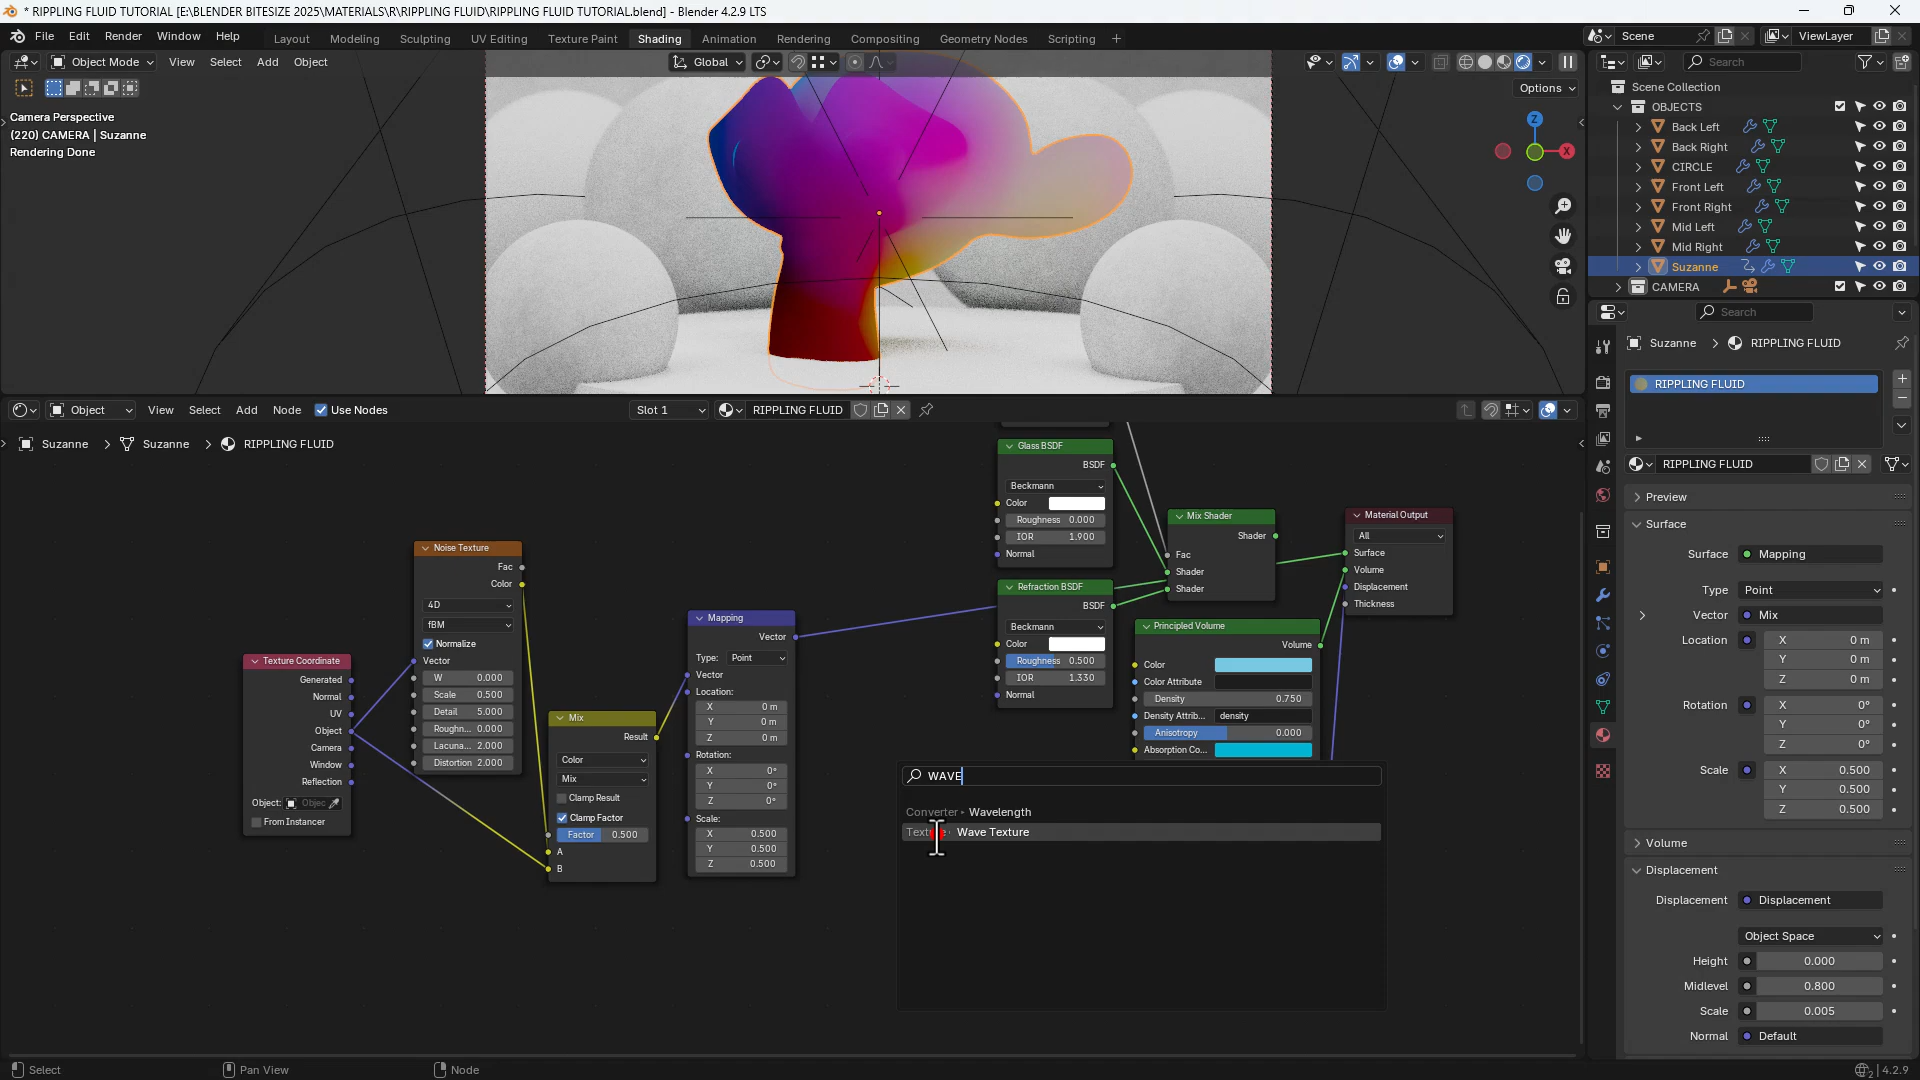 * RIPPLING FLUID TUTORIAL [E:\BLENDER BITESIZE 2025\MATERIALS\R\RIPPLING FLUID\RIPPLING FLUID TUTORIAL.blend] - Blender 4.2.9 LTS
File Edit Render Window Help Layout Modeling Sculpting UV Editing Texture Paint Shading Animation Rendering Compositing Geometry Nodes Scripting + Scene ViewLayer
Object Mode View Select Add Object Global
Options
Camera Perspective
(220) CAMERA | Suzanne
Rendering Done
Z
X
Search
Scene Collection
OBJECTS
Back Left
Back Right
CIRCLE
Front Left
Front Right
Mid Left
Mid Right
Suzanne
CAMERA
Object View Select Add Node Use Nodes Slot 1 RIPPLING FLUID
Suzanne > Suzanne > RIPPLING FLUID
Texture Coordinate
Generated
Normal
UV
Object
Camera
Window
Reflection
Object: Objec
From Instancer
Noise Texture
Fac
Color
4D
fBM
Normalize
Vector
W 0.000
Scale 0.500
Detail 5.000
Roughn... 0.000
Lacuna... 2.000
Distortion 2.000
Mix
Result
Color
Mix
Clamp Result
Clamp Factor
Factor 0.500
A
B
Mapping
Vector
Type: Point
Vector
Location:
X 0 m
Y 0 m
Z 0 m
Rotation:
X 0°
Y 0°
Z 0°
Scale:
X 0.500
Y 0.500
Z 0.500
Glass BSDF
BSDF
Beckmann
Color
Roughness 0.000
IOR 1.900
Normal
Refraction BSDF
BSDF
Beckmann
Color
Roughness 0.500
IOR 1.330
Normal
Mix Shader
Shader
Fac
Shader
Shader
Material Output
All
Surface
Volume
Displacement
Thickness
Principled Volume
Volume
Color
Color Attribute
Density 0.750
Density Attrib... density
Anisotropy 0.000
Absorption Co...
WAVE
Converter Wavelength
Wave Texture
Search
Suzanne > RIPPLING FLUID
RIPPLING FLUID
RIPPLING FLUID
Preview
Surface
Surface Mapping
Type Point
Vector Mix
Location X 0 m
Y 0 m
Z 0 m
Rotation X 0°
Y 0°
Z 0°
Scale X 0.500
Y 0.500
Z 0.500
Volume
Displacement
Displacement Displacement
Object Space
Height 0.000
Midlevel 0.800
Scale 0.005
Normal Default
Select Pan View Node 4.2.9